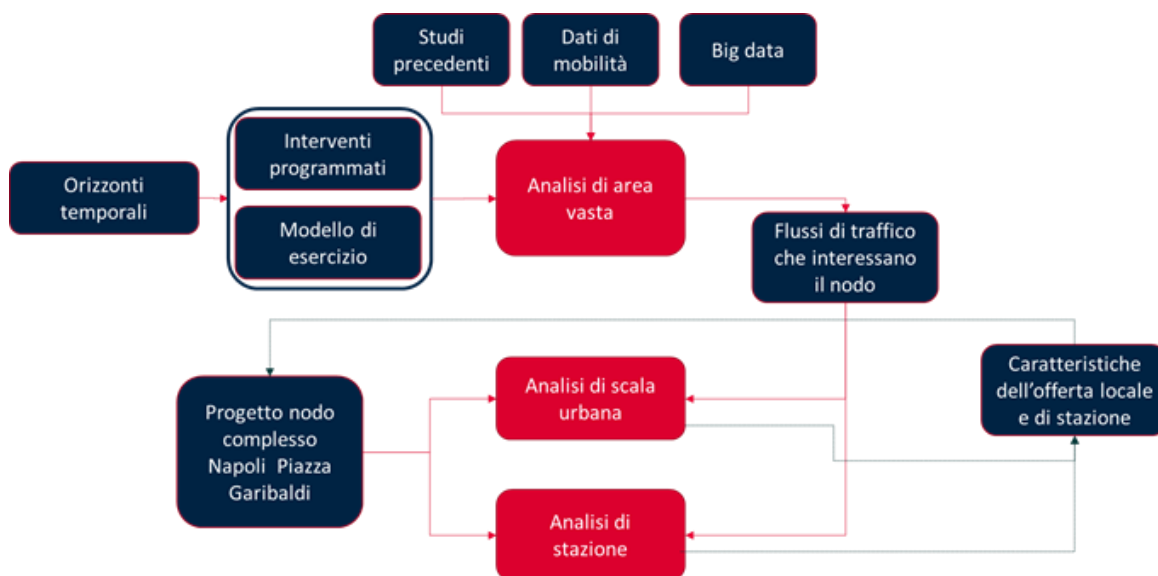 Studi
precedenti
Dati di
mobilità
Big data
Interventi
programmati
Orizzonti
temporali
Modello di
esercizio
Analisi di area
vasta
Flussi di traffico
che interessano
il nodo
Progetto nodo
complesso
Napoli Piazza
Garibaldi
Analisi di scala
urbana
Caratteristiche
dell'offerta locale
e di stazione
Analisi di
stazione